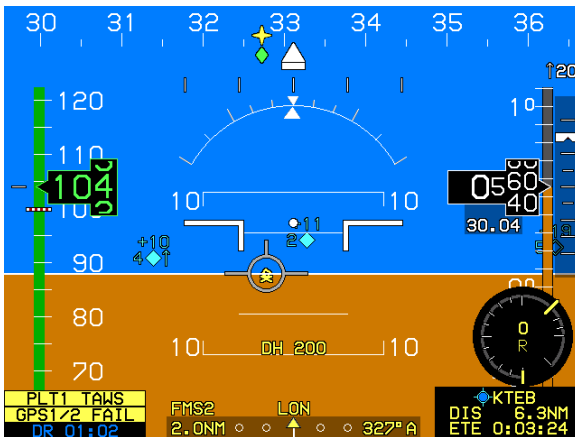 30 31 32 33 34 35 36
↑20
120
110
100
90
80
70
104
10
0560
40
30.04
10 10
+11
2
+10
4 ↑
DH 200
10 10
0
R
PLT1 TAWS
GPS1/2 FAIL
DR 01:02
FMS2 LON
2.0NM 327°A
KTEB
DIS 6.3NM
ETE 0:03:24